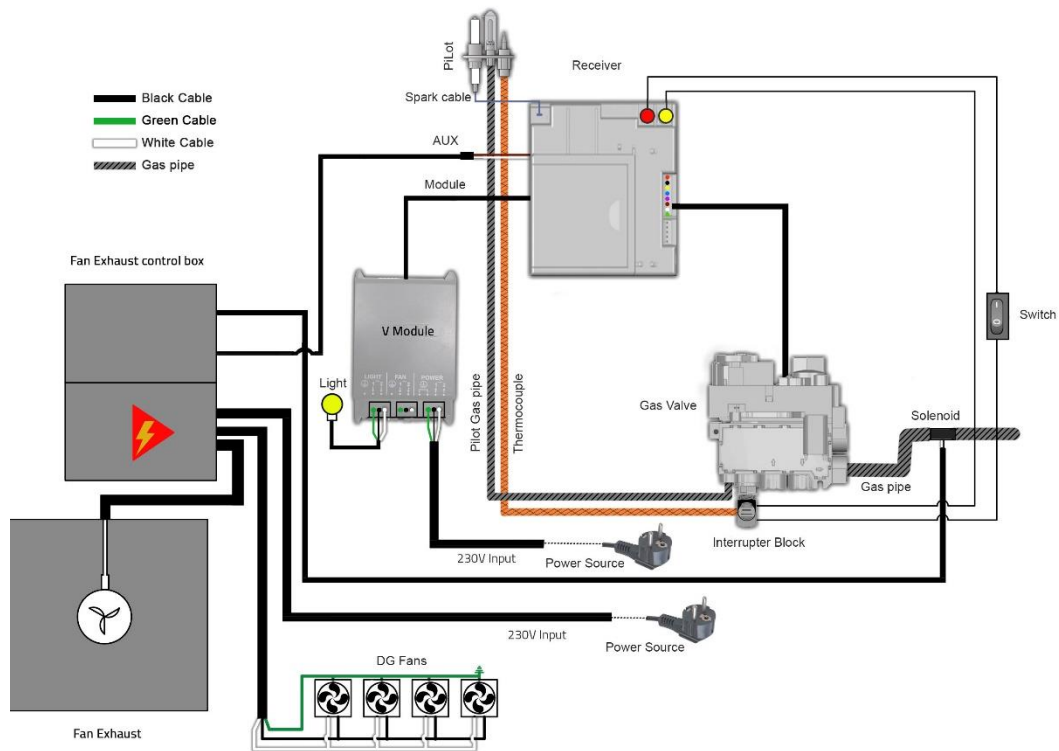 PiLot
Receiver
Spark cable
Black Cable
Green Cable
White Cable
Gas pipe
AUX
Module
Fan Exhaust control box
V Module
LIGHT
FAN
POWER
Light
Pilot Gas pipe
Thermocouple
Switch
Gas Valve
Solenoid
Gas pipe
Interrupter Block
230V Input
Power Source
230V Input
Power Source
DG Fans
Fan Exhaust